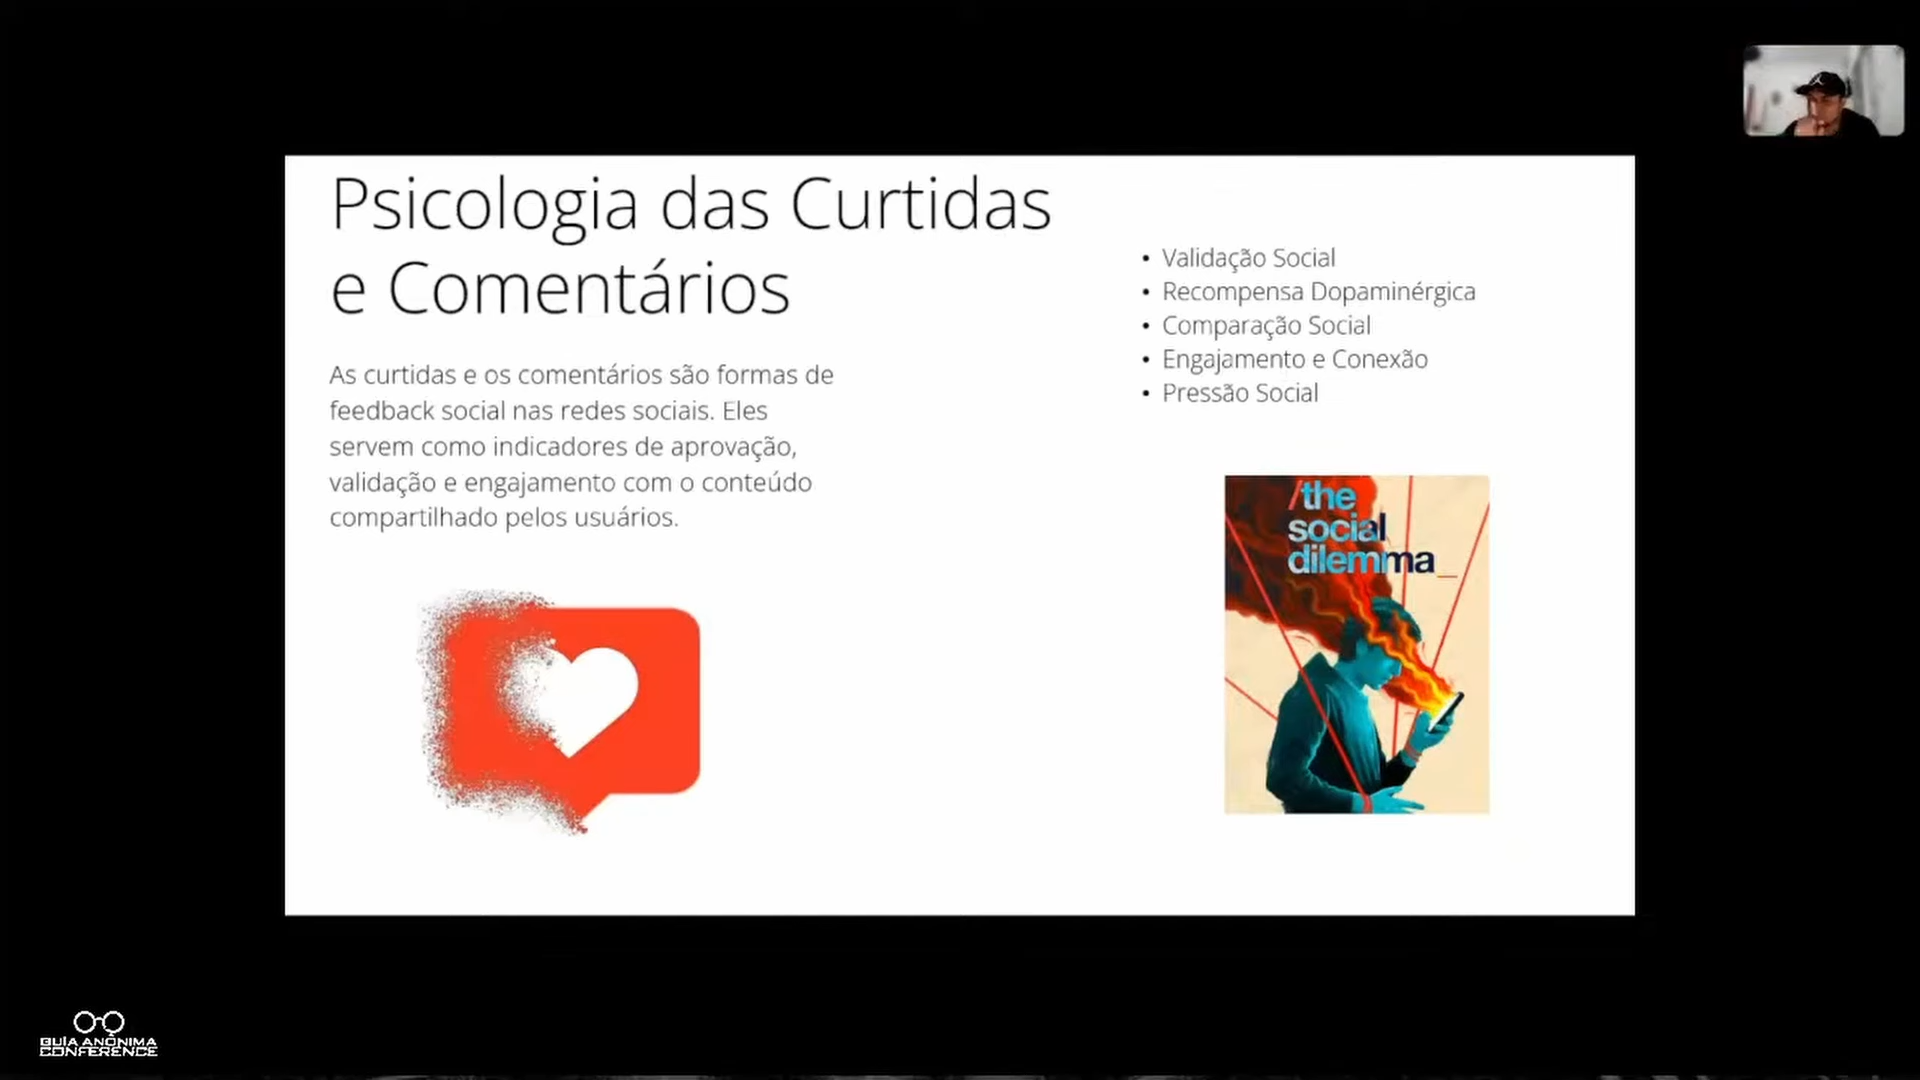 Psicologia das Curtidas
e Comentários
As curtidas e os comentários são formas de
feedback social nas redes sociais. Eles
servem como indicadores de aprovação,
validação e engajamento com o conteúdo
compartilhado pelos usuários.
• Validação Social
• Recompensa Dopaminérgica
• Comparação Social
• Engajamento e Conexão
• Pressão Social
/the
social
dilemma_
GUIA ANÔNIMA
CONFERENCE